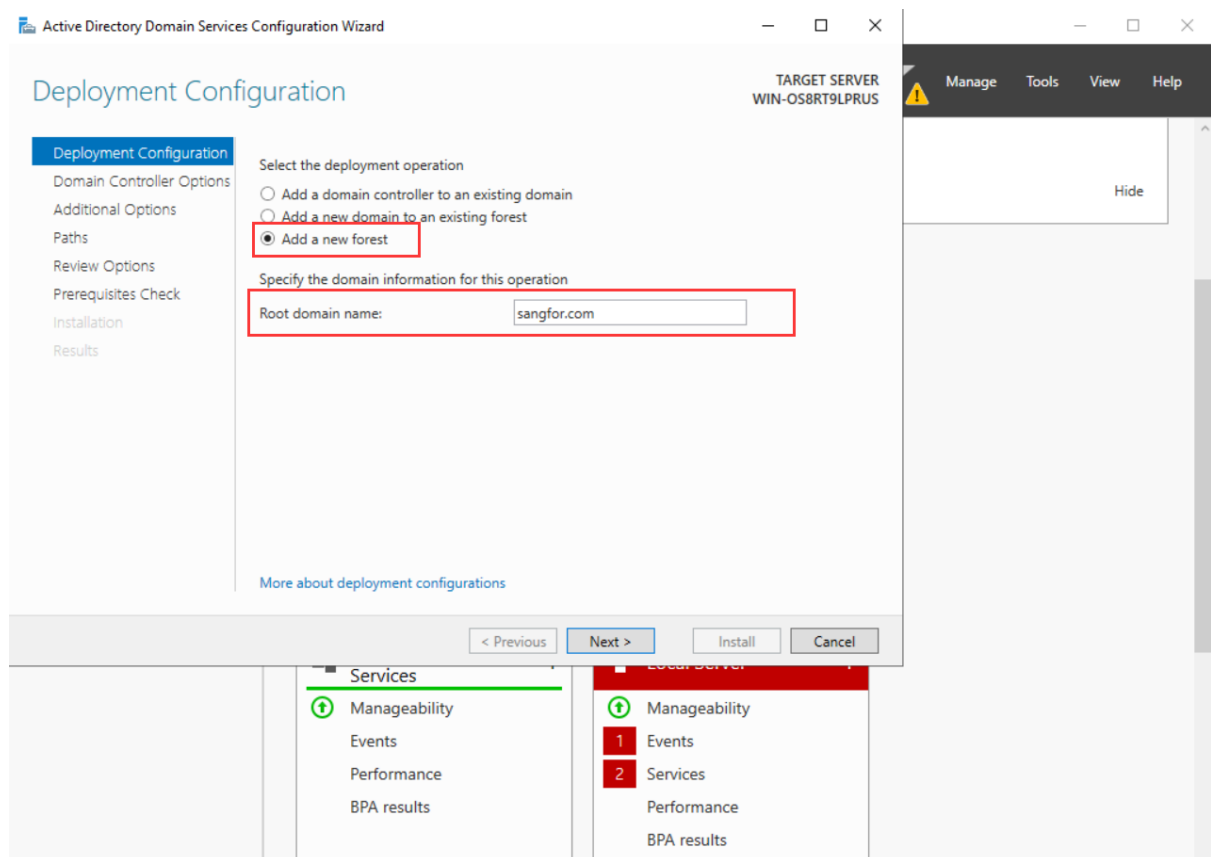 Active Directory Domain Services Configuration Wizard
Deployment Configuration
TARGET SERVER
WIN-OS8RT9LPRUS
Manage Tools View Help
Deployment Configuration
Domain Controller Options
Additional Options
Paths
Review Options
Prerequisites Check
Installation
Results
Select the deployment operation
Add a domain controller to an existing domain
Add a new domain to an existing forest
Add a new forest
Specify the domain information for this operation
Root domain name: sangfor.com
More about deployment configurations
Hide
< Previous Next > Install Cancel
Services
Manageability
Events
Performance
BPA results
Local Server
Manageability
1 Events
2 Services
Performance
BPA results